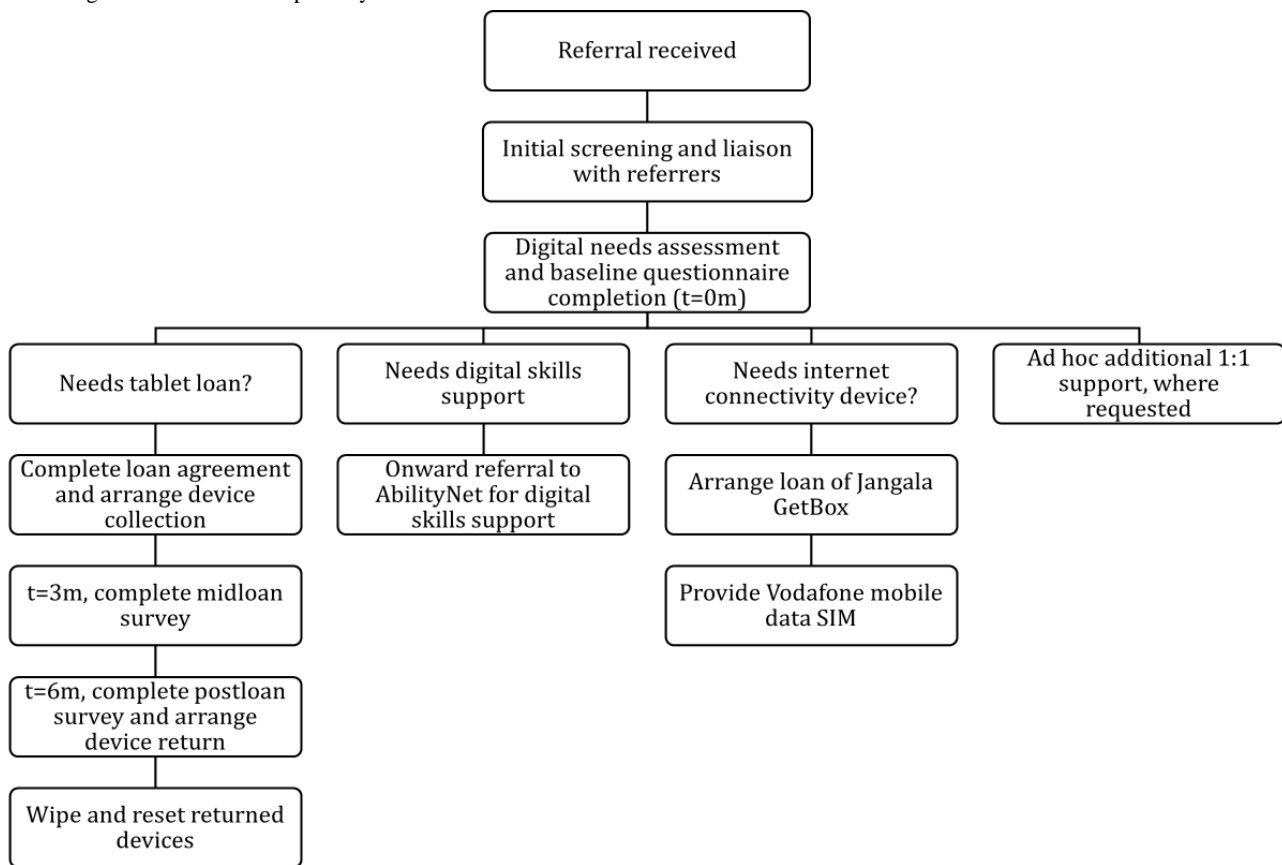 Referral received
Initial screening and liaison
with referrers
Digital needs assessment
and baseline questionnaire
completion (t=0m)
Needs tablet loan?
Complete loan agreement
and arrange device
collection
t=3m, complete midloan
survey
t=6m, complete postloan
survey and arrange
device return
Wipe and reset returned
devices
Needs digital skills
support
Onward referral to
AbilityNet for digital
skills support
Needs internet
connectivity device?
Arrange loan of Jangala
GetBox
Provide Vodafone mobile
data SIM
Ad hoc additional 1:1
support, where
requested